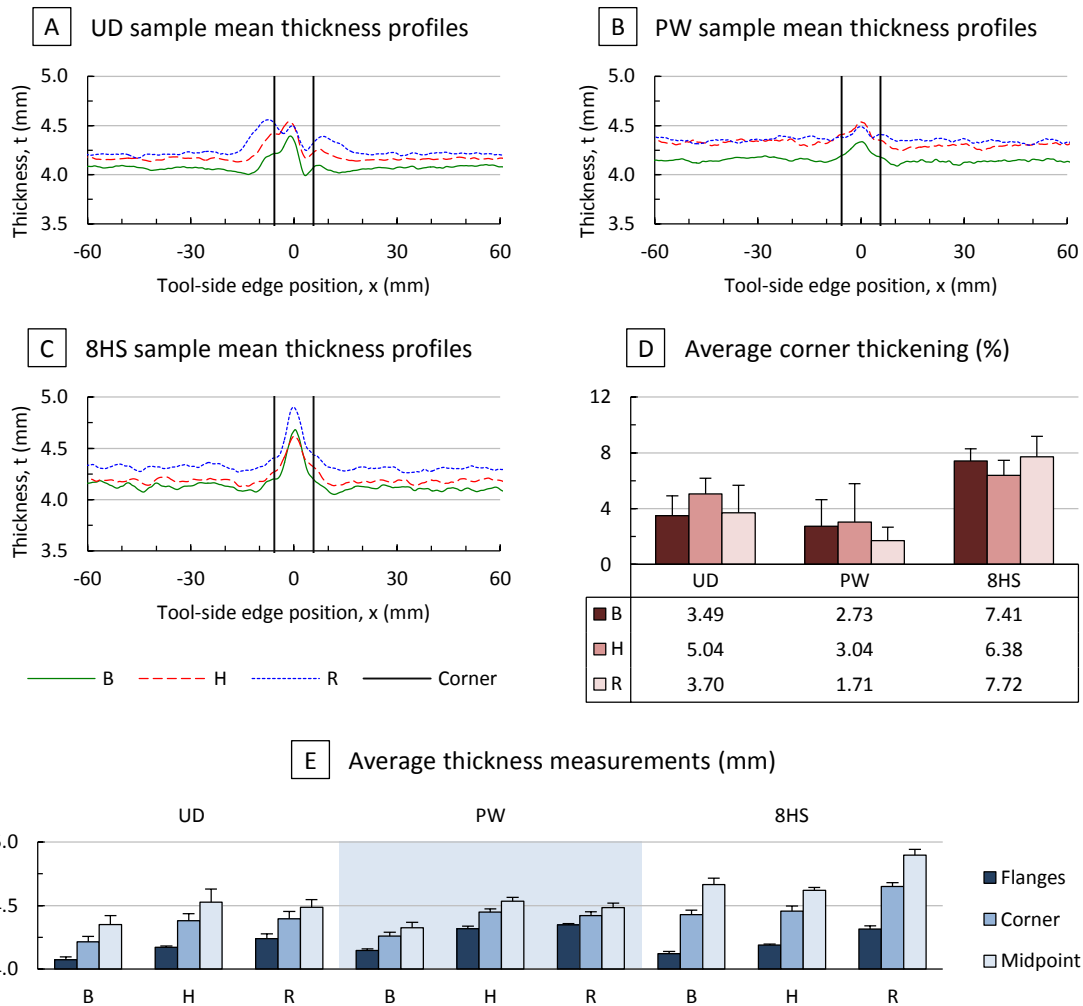 A UD sample mean thickness profiles
5.0
4.5
4.0
3.5
Thickness, t (mm)
-60 -30 0 30 60
Tool-side edge position, x (mm)
B PW sample mean thickness profiles
5.0
4.5
4.0
3.5
Thickness, t (mm)
-60 -30 0 30 60
Tool-side edge position, x (mm)
C 8HS sample mean thickness profiles
5.0
4.5
4.0
3.5
Thickness, t (mm)
-60 -30 0 30 60
Tool-side edge position, x (mm)
B H R Corner
D Average corner thickening (%)
12
8
4
0
UD PW 8HS
B 3.49 2.73 7.41
H 5.04 3.04 6.38
R 3.70 1.71 7.72
E Average thickness measurements (mm)
UD PW 8HS
5.0
4.5
4.0
B H R B H R B H R
Flanges
Corner
Midpoint